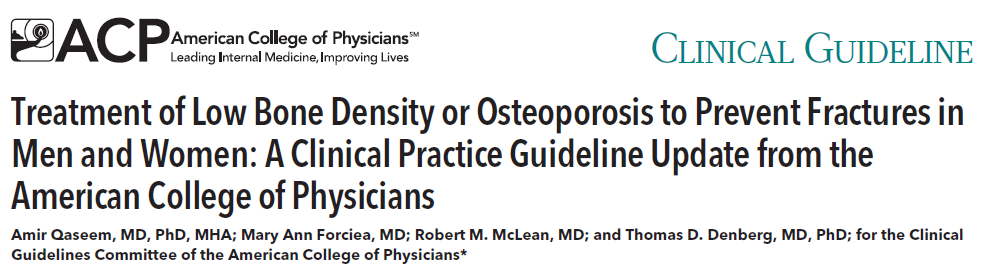 ACP American College of Physicians℠
Leading Internal Medicine, Improving Lives
CLINICAL GUIDELINE
Treatment of Low Bone Density or Osteoporosis to Prevent Fractures in
Men and Women: A Clinical Practice Guideline Update from the
American College of Physicians
Amir Qaseem, MD, PhD, MHA; Mary Ann Forciea, MD; Robert M. McLean, MD; and Thomas D. Denberg, MD, PhD; for the Clinical
Guidelines Committee of the American College of Physicians*